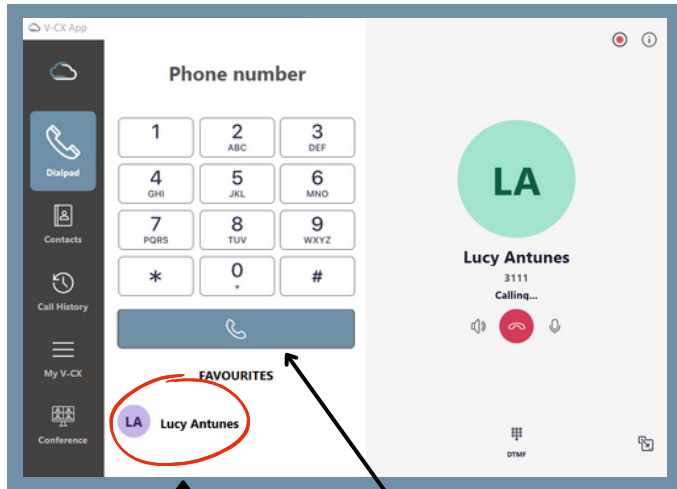 V-CX App
Dialpad
Contacts
Call History
My V-CX
Conference
Phone number
1
2
ABC
3
DEF
4
GHI
5
JKL
6
MNO
7
PQRS
8
TUV
9
WXYZ
*
0
+
#
FAVOURITES
LA
Lucy Antunes
LA
Lucy Antunes
3111
Calling...
DTMF